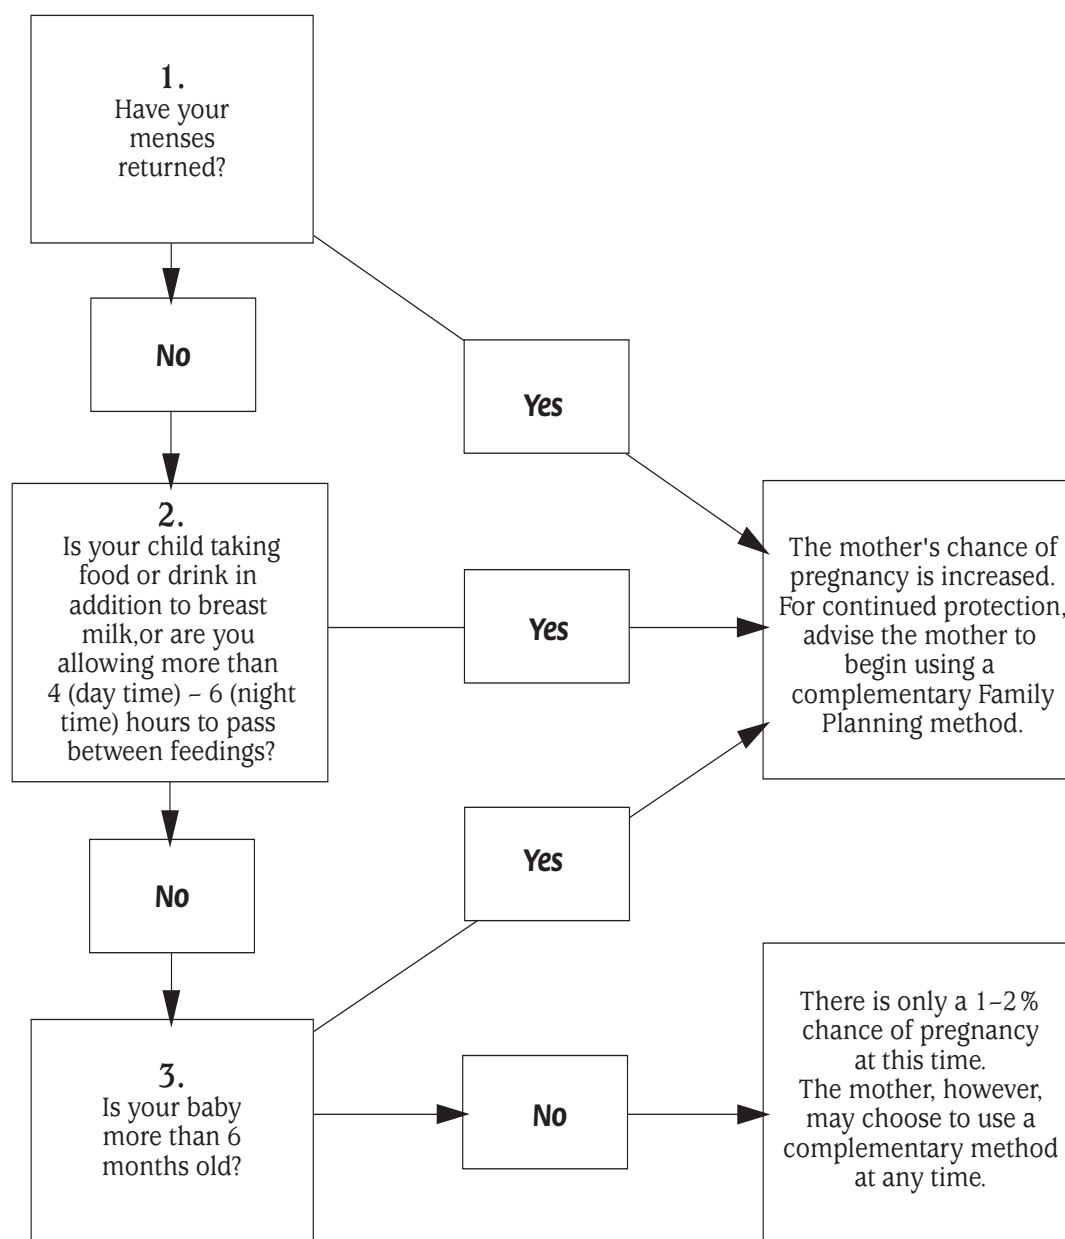 1.
Have your
menses
returned?
No
Yes
2.
Is your child taking
food or drink in
addition to breast
milk,or are you
allowing more than
4 (day time) – 6 (night
time) hours to pass
between feedings?
Yes
The mother's chance of
pregnancy is increased.
For continued protection,
advise the mother to
begin using a
complementary Family
Planning method.
No
Yes
3.
Is your baby
more than 6
months old?
No
There is only a 1–2%
chance of pregnancy
at this time.
The mother, however,
may choose to use a
complementary method
at any time.